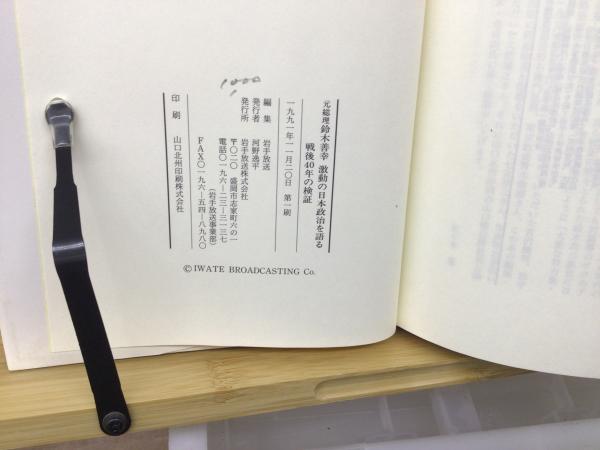 元総理 鈴木善幸 激動の日本政治を語る
戦後40年の検証
一九九一年一一月二〇日 第一刷
編集 岩手放送
発行者 河野逸平
発行所 岩手放送株式会社
〒〇二〇 盛岡市志家町六の一
電話〇一九六―二三―三一三七
(岩手放送事業部)
FAX〇一九六―五四―八九八〇
印刷 山口北州印刷株式会社
©IWATE BROADCASTING Co.
1,000